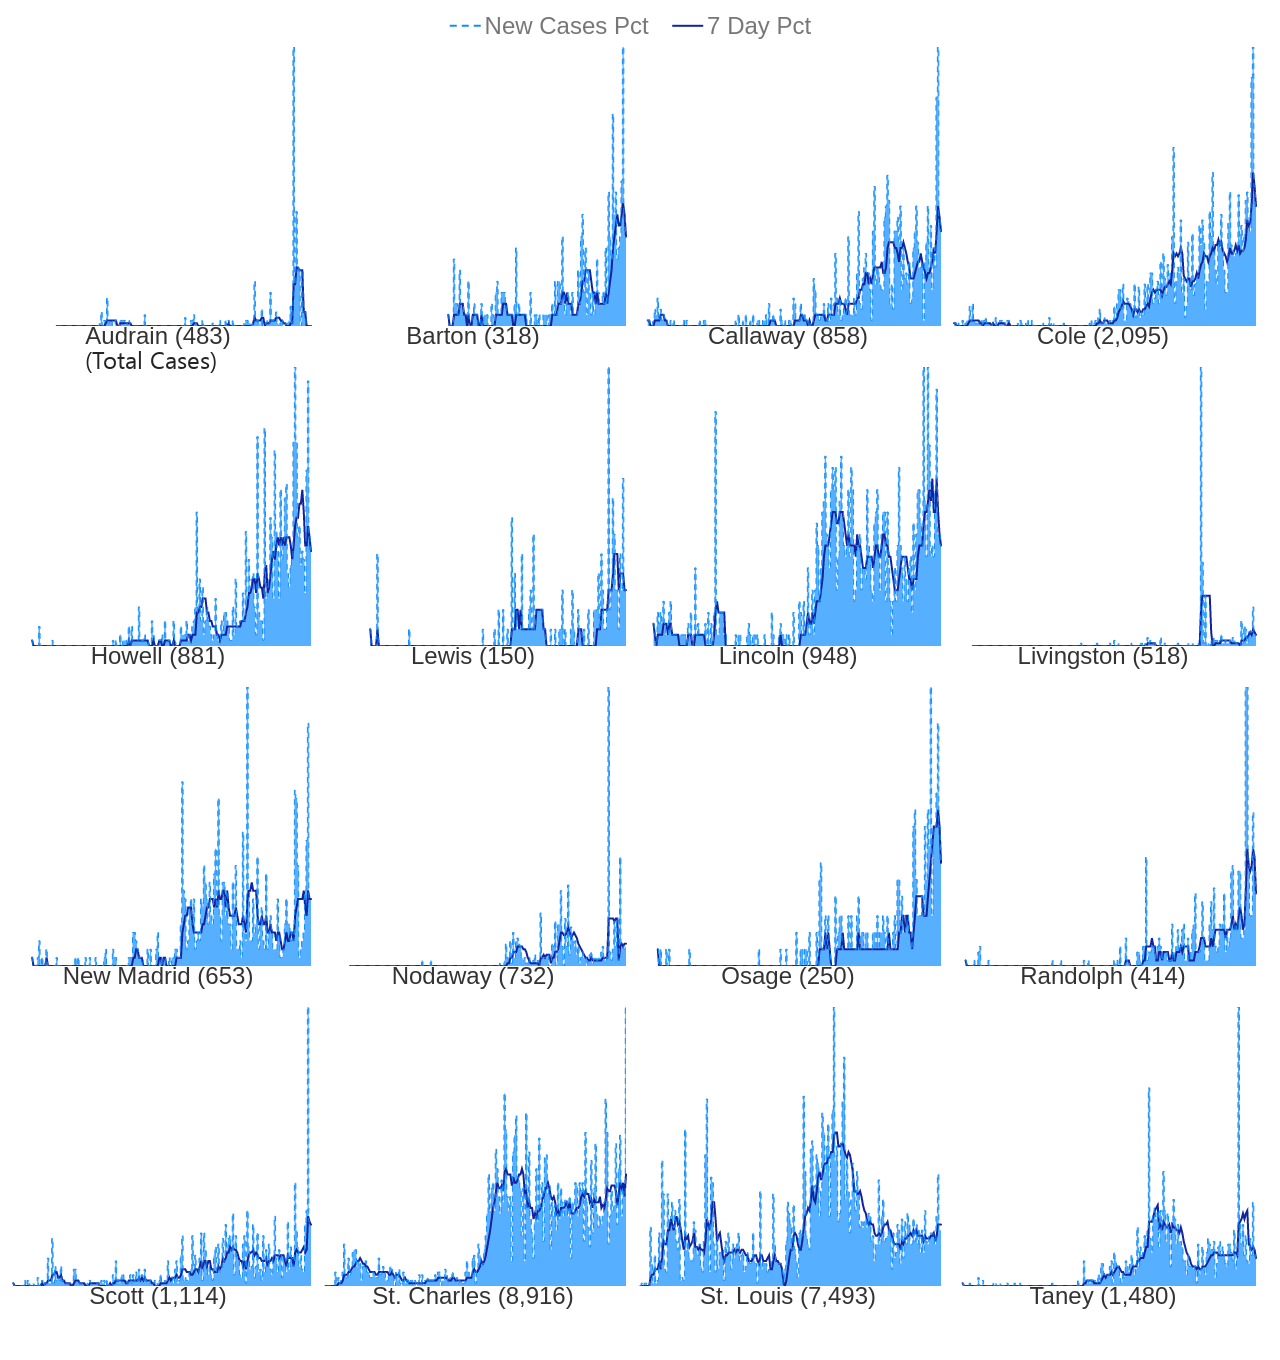 New Cases Pct 7 Day Pct
Audrain (483) Barton (318) Callaway (858) Cole (2,095)
(Total Cases)
Howell (881) Lewis (150) Lincoln (948) Livingston (518)
New Madrid (653) Nodaway (732) Osage (250) Randolph (414)
Scott (1,114) St. Charles (8,916) St. Louis (7,493) Taney (1,480)